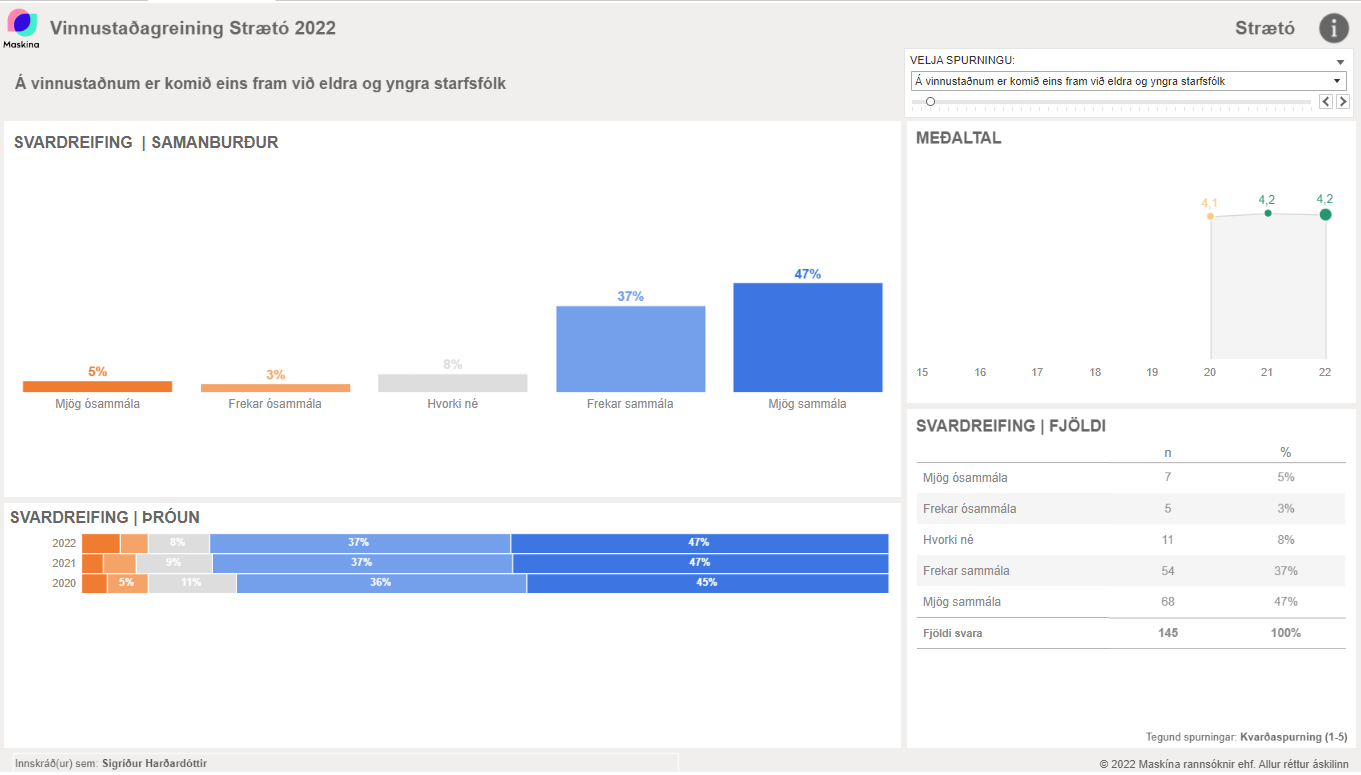 Maskína
Vinnustaðagreining Strætó 2022
Strætó
i
Á vinnustaðnum er komið eins fram við eldra og yngra starfsfólk
VELJA SPURNINGU:
Á vinnustaðnum er komið eins fram við eldra og yngra starfsfólk
SVARDREIFING | SAMANBURÐUR
5%
3%
8%
37%
47%
Mjög ósammála
Frekar ósammála
Hvorki né
Frekar sammála
Mjög sammála
MEÐALTAL
4,1
4,2
4,2
15 16 17 18 19 20 21 22
SVARDREIFING | ÞRÓUN
2022 8% 37% 47%
2021 9% 37% 47%
2020 5% 11% 36% 45%
SVARDREIFING | FJÖLDI
n %
Mjög ósammála 7 5%
Frekar ósammála 5 3%
Hvorki né 11 8%
Frekar sammála 54 37%
Mjög sammála 68 47%
Fjöldi svara 145 100%
Tegund spurningar: Kvarðaspurning (1-5)
Innskráð(ur) sem: Sigríður Harðardóttir
© 2022 Maskína rannsóknir ehf. Allur réttur áskilinn